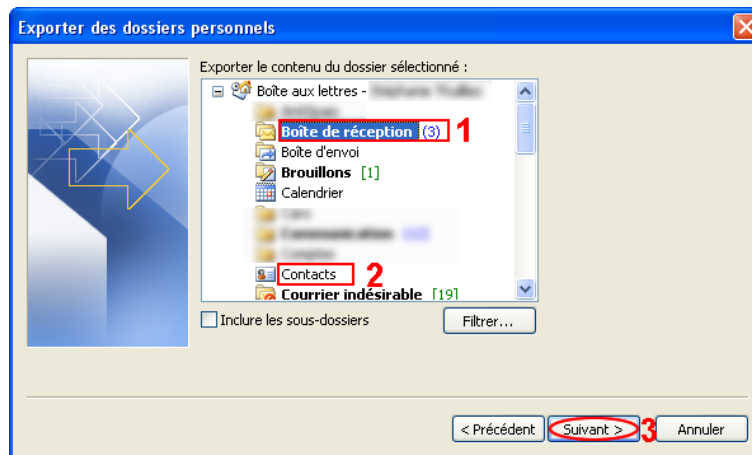 Exporter des dossiers personnels
Exporter le contenu du dossier sélectionné :
Boîte aux lettres -
Boîte de réception (3) 1
Boîte d'envoi
Brouillons [1]
Calendrier
Contacts 2
Courrier indésirable [19]
Inclure les sous-dossiers
Filtrer...
< Précédent Suivant > 3 Annuler